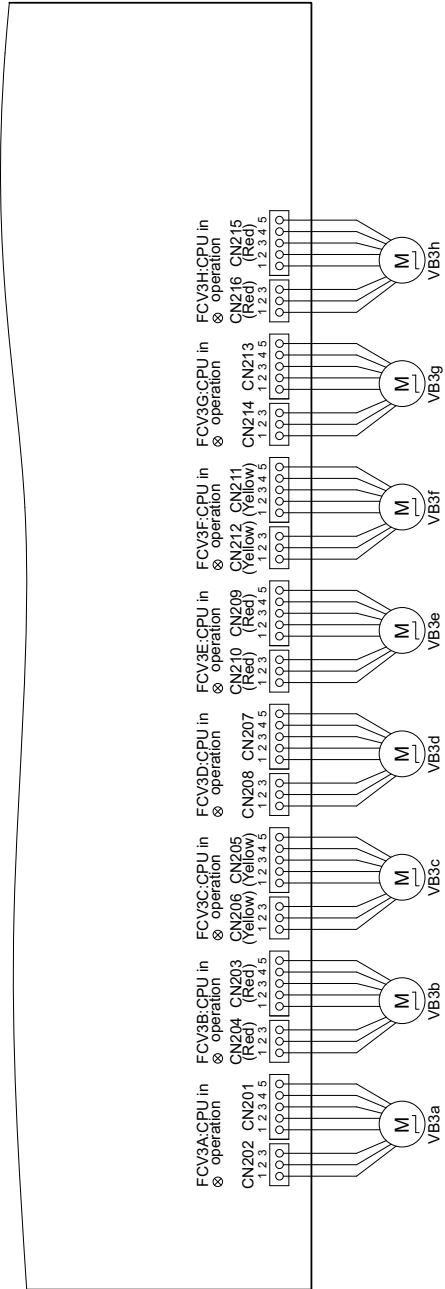 FCV3A:CPU in
⊗ operation
CN202 CN201
1 2 3 1 2 3 4 5
M
VB3a
FCV3B:CPU in
⊗ operation
CN204 CN203
(Red) (Red)
1 2 3 1 2 3 4 5
M
VB3b
FCV3C:CPU in
⊗ operation
CN206 CN205
(Yellow) (Yellow)
1 2 3 1 2 3 4 5
M
VB3c
FCV3D:CPU in
⊗ operation
CN208 CN207
1 2 3 1 2 3 4 5
M
VB3d
FCV3E:CPU in
⊗ operation
CN210 CN209
(Red) (Red)
1 2 3 1 2 3 4 5
M
VB3e
FCV3F:CPU in
⊗ operation
CN212 CN211
(Yellow) (Yellow)
1 2 3 1 2 3 4 5
M
VB3f
FCV3G:CPU in
⊗ operation
CN214 CN213
1 2 3 1 2 3 4 5
M
VB3g
FCV3H:CPU in
⊗ operation
CN216 CN215
(Red) (Red)
1 2 3 1 2 3 4 5
M
VB3h